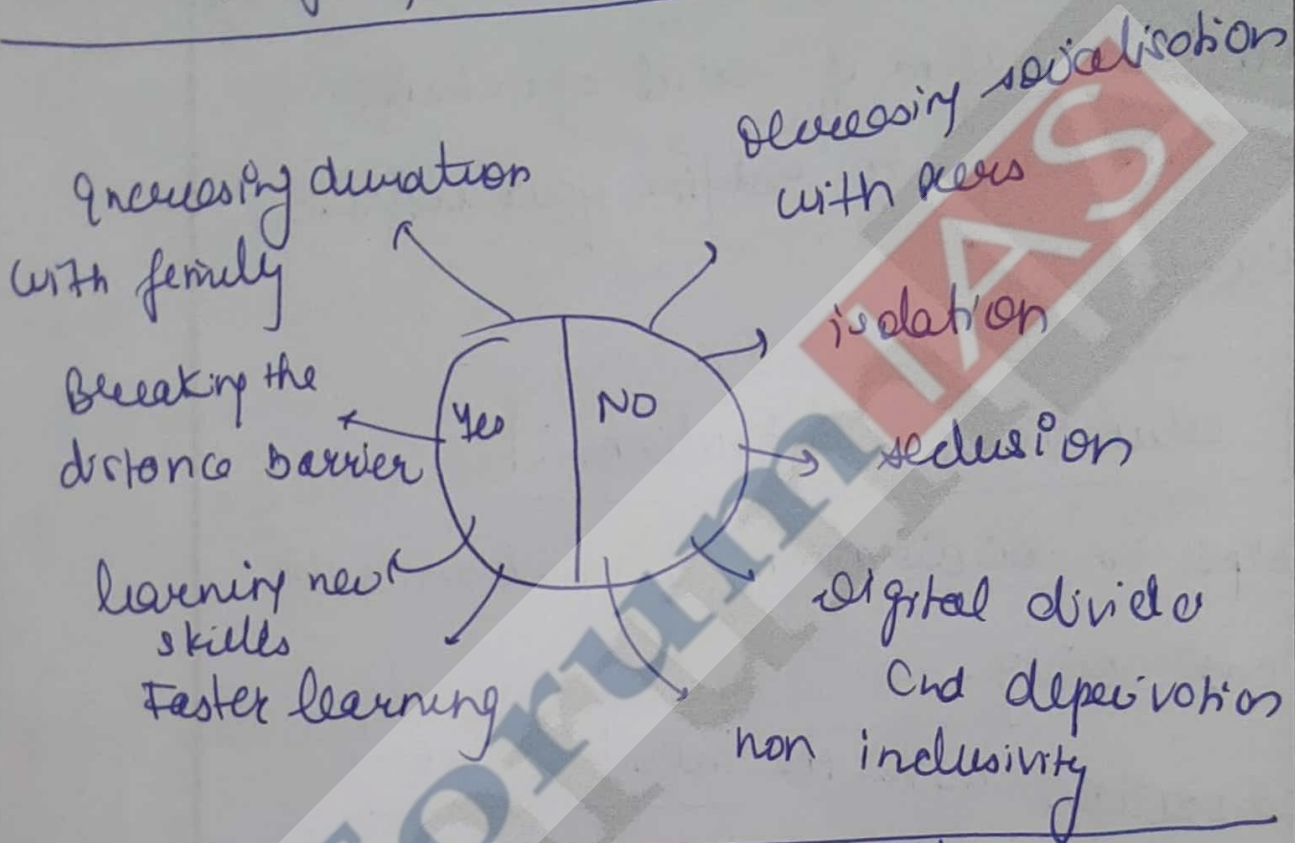 Increasing duration
with family
Breaking the
distance barrier
learning new
skills
Faster learning
Yes
NO
Decreasing socialisation
with peers
isolation
seclusion
Digital divide
and deprivation
non inclusivity
Forum IAS